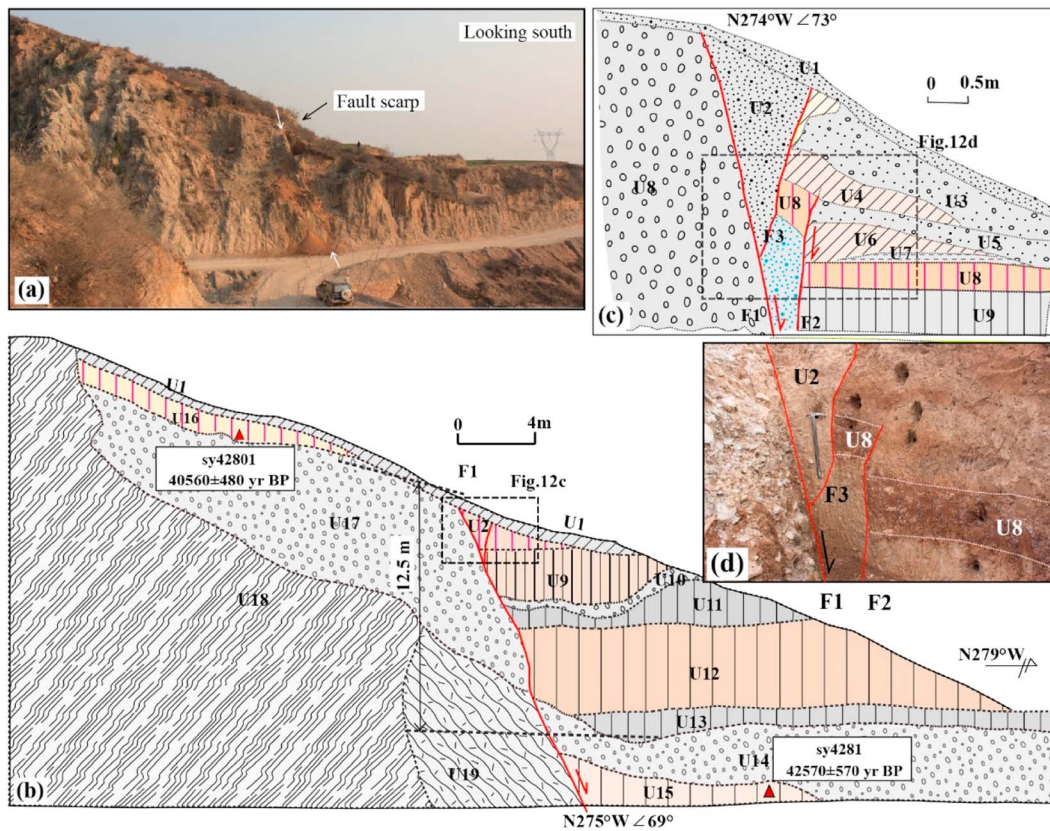 Looking south
Fault scarp
(a)
N274°W ∠73°
U1
0 0.5m
U2
Fig.12d
U8
U8
U4
U3
F3
U6
U5
U7
U8
F1
F2
U9
(c)
U1
U16
sy42801
40560±480 yr BP
0 4m
F1
Fig.12c
U2
U1
U17
12.5 m
U9
U10
U11
U18
U12
N279°W
U13
sy4281
42570±570 yr BP
U14
U19
U15
(b)
N275°W ∠69°
U2
U8
F3
U8
(d)
F1
F2